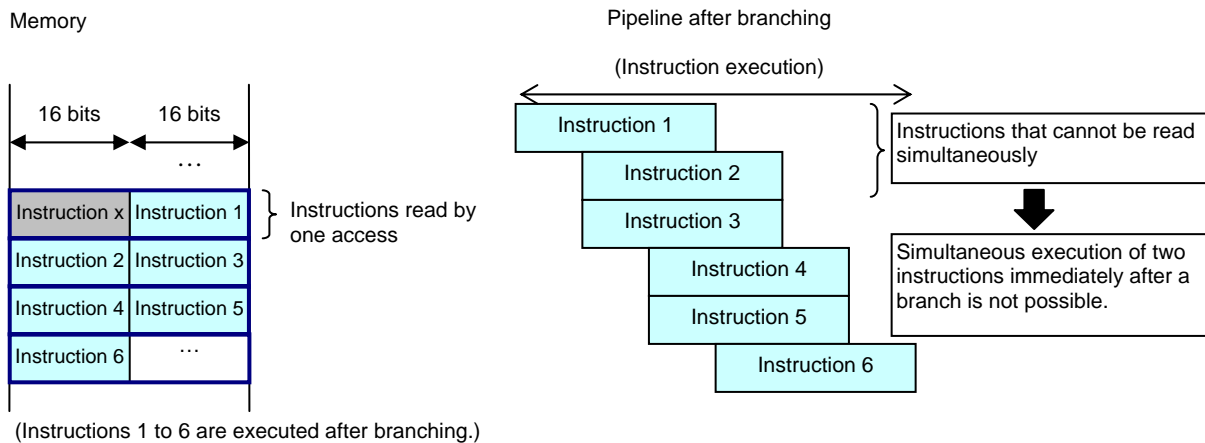 Memory
Pipeline after branching
(Instruction execution)
16 bits 16 bits
…
Instruction x Instruction 1
Instruction 2 Instruction 3
Instruction 4 Instruction 5
Instruction 6 …
Instructions read by
one access
(Instructions 1 to 6 are executed after branching.)
Instruction 1
Instruction 2
Instruction 3
Instruction 4
Instruction 5
Instruction 6
Instructions that cannot be read
simultaneously
Simultaneous execution of two
instructions immediately after a
branch is not possible.